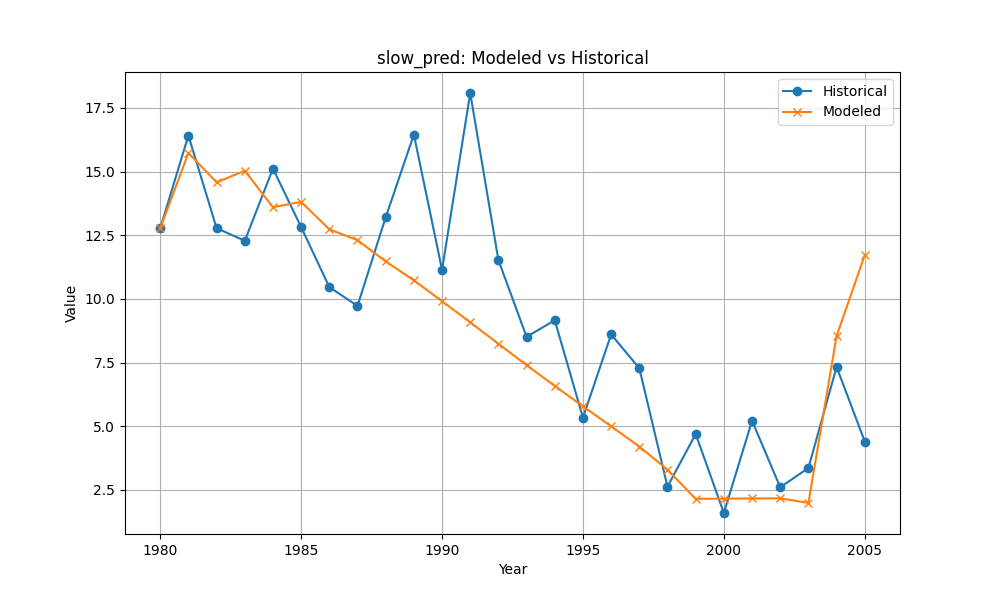 slow_pred: Modeled vs Historical
Historical
Modeled
Value
17.5
15.0
12.5
10.0
7.5
5.0
2.5
1980 1985 1990 1995 2000 2005
Year